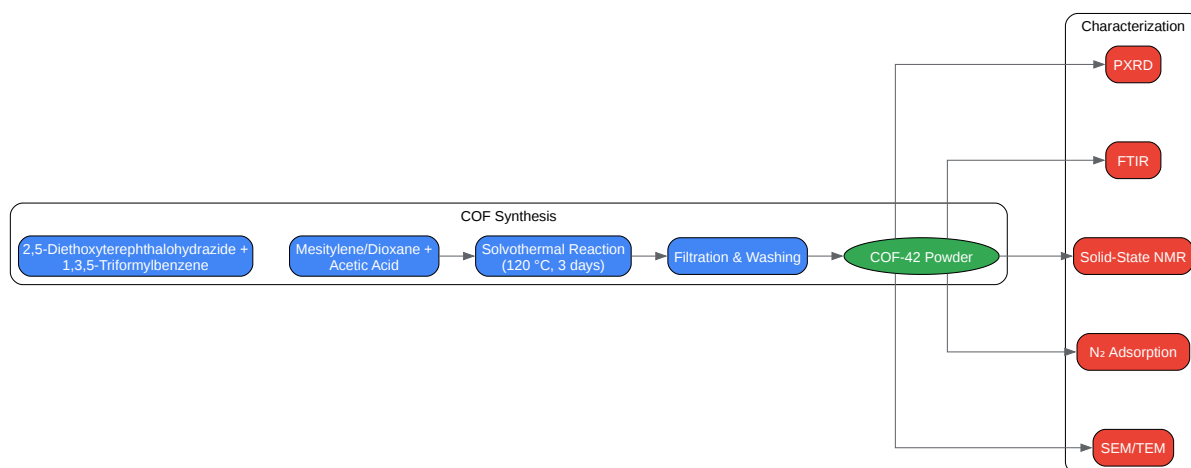 Characterization
PXRD
FTIR
COF Synthesis
2,5-Diethoxyterephthalohydrazide +
1,3,5-Triformylbenzene
Mesitylene/Dioxane +
Acetic Acid
Solvothermal Reaction
(120 °C, 3 days)
Filtration & Washing
COF-42 Powder
Solid-State NMR
N₂ Adsorption
SEM/TEM